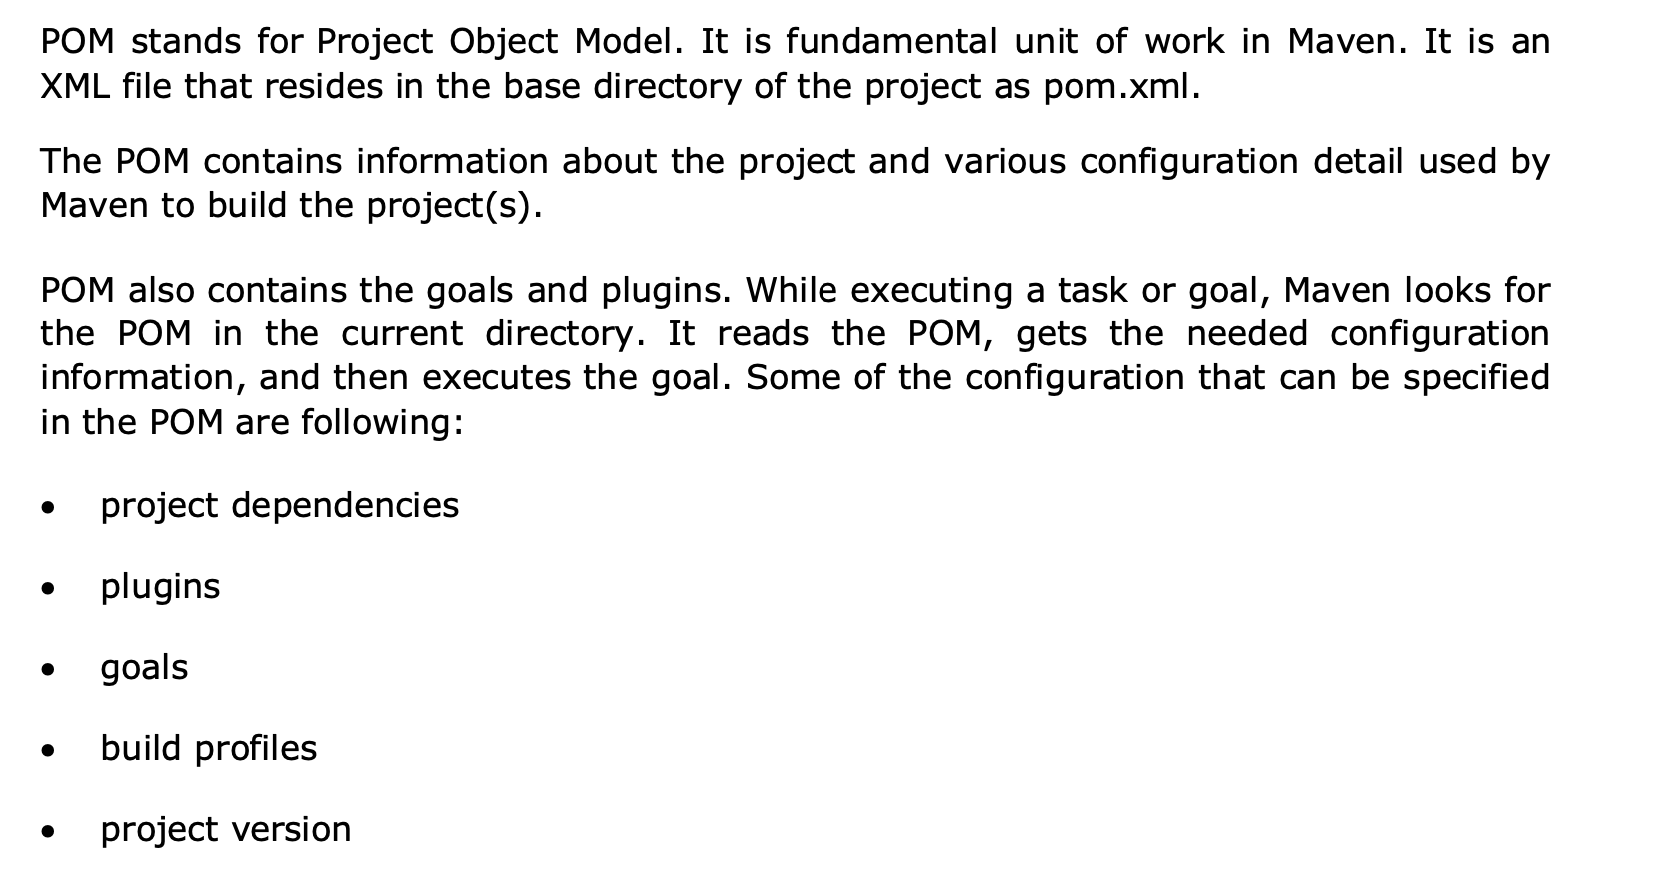 POM stands for Project Object Model. It is fundamental unit of work in Maven. It is an
XML file that resides in the base directory of the project as pom.xml.
The POM contains information about the project and various configuration detail used by
Maven to build the project(s).
POM also contains the goals and plugins. While executing a task or goal, Maven looks for
the POM in the current directory. It reads the POM, gets the needed configuration
information, and then executes the goal. Some of the configuration that can be specified
in the POM are following:
• project dependencies
• plugins
• goals
• build profiles
• project version